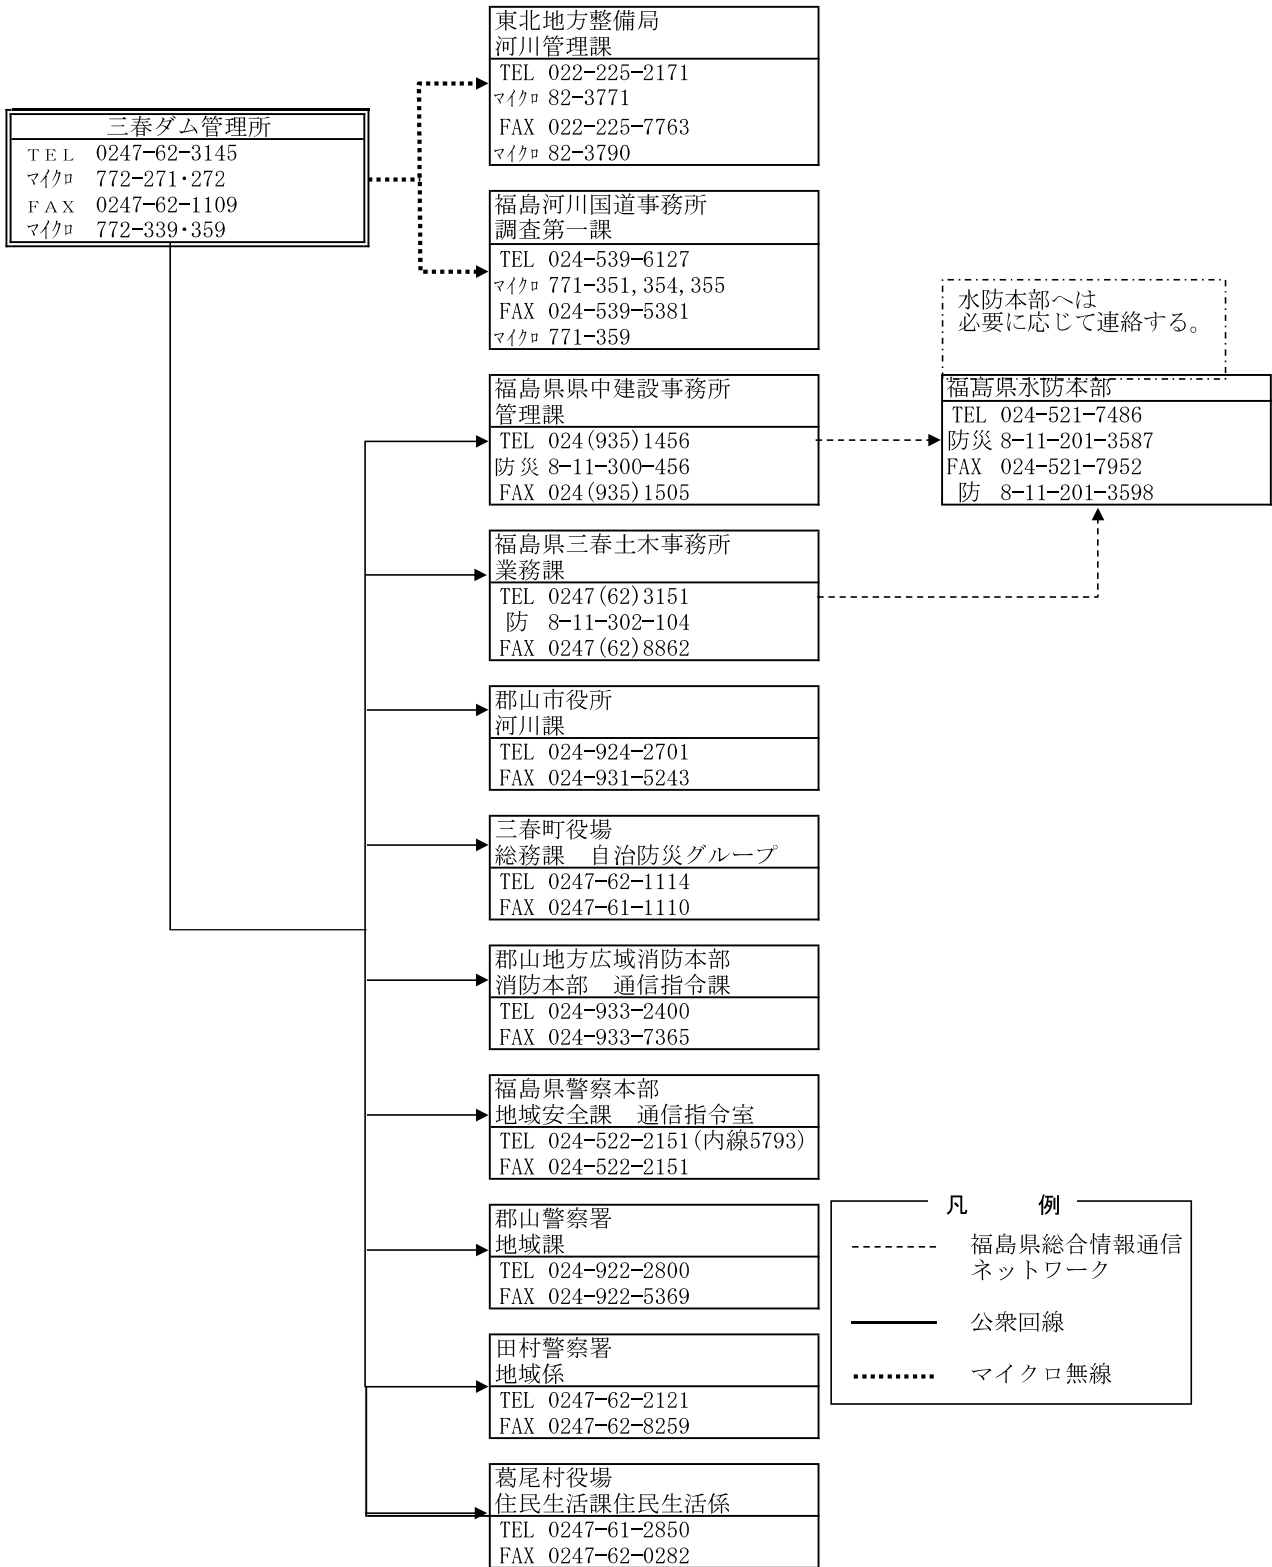 三春ダム管理所
ＴＥＬ 0247-62-3145
ﾏｲｸﾛ 772-271・272
ＦＡＸ 0247-62-1109
ﾏｲｸﾛ 772-339・359
東北地方整備局
河川管理課
TEL 022-225-2171
ﾏｲｸﾛ 82-3771
FAX 022-225-7763
ﾏｲｸﾛ 82-3790
福島河川国道事務所
調査第一課
TEL 024-539-6127
ﾏｲｸﾛ 771-351,354,355
FAX 024-539-5381
ﾏｲｸﾛ 771-359
福島県県中建設事務所
管理課
TEL 024(935)1456
防災 8-11-300-456
FAX 024(935)1505
水防本部へは
必要に応じて連絡する。
福島県水防本部
TEL 024-521-7486
防災 8-11-201-3587
FAX 024-521-7952
防 8-11-201-3598
福島県三春土木事務所
業務課
TEL 0247(62)3151
防 8-11-302-104
FAX 0247(62)8862
郡山市役所
河川課
TEL 024-924-2701
FAX 024-931-5243
三春町役場
総務課　自治防災グループ
TEL 0247-62-1114
FAX 0247-61-1110
郡山地方広域消防本部
消防本部　通信指令課
TEL 024-933-2400
FAX 024-933-7365
福島県警察本部
地域安全課　通信指令室
TEL 024-522-2151(内線5793)
FAX 024-522-2151
郡山警察署
地域課
TEL 024-922-2800
FAX 024-922-5369
田村警察署
地域係
TEL 0247-62-2121
FAX 0247-62-8259
葛尾村役場
住民生活課住民生活係
TEL 0247-61-2850
FAX 0247-62-0282
凡　例
福島県総合情報通信
ネットワーク
公衆回線
マイクロ無線